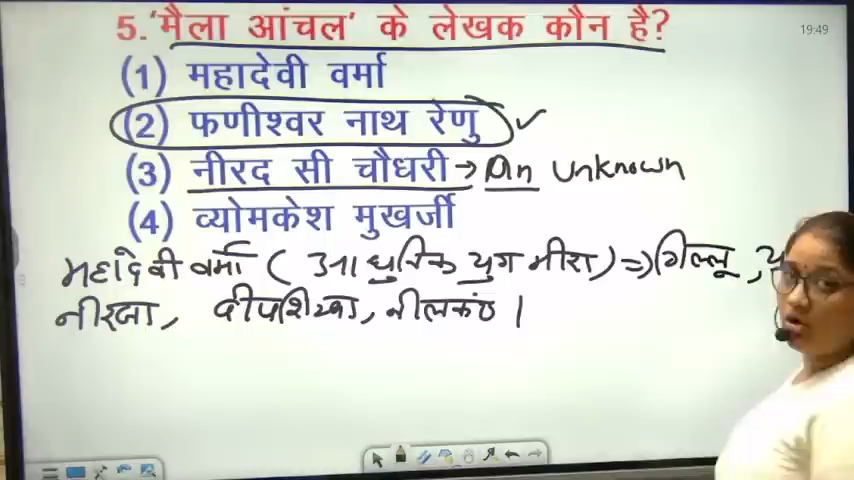 19:49
5.'मैला आंचल' के लेखक कौन है?
(1) महादेवी वर्मा
(2) फणीश्वर नाथ रेणु
(3) नीरद सी चौधरी → An unknown
(4) व्योमकेश मुखर्जी
महादेवी वर्मा ( आधुनिक युग मीरा) => गिल्लू,
नीरजा, दीपशिखा, नीलकंठ |